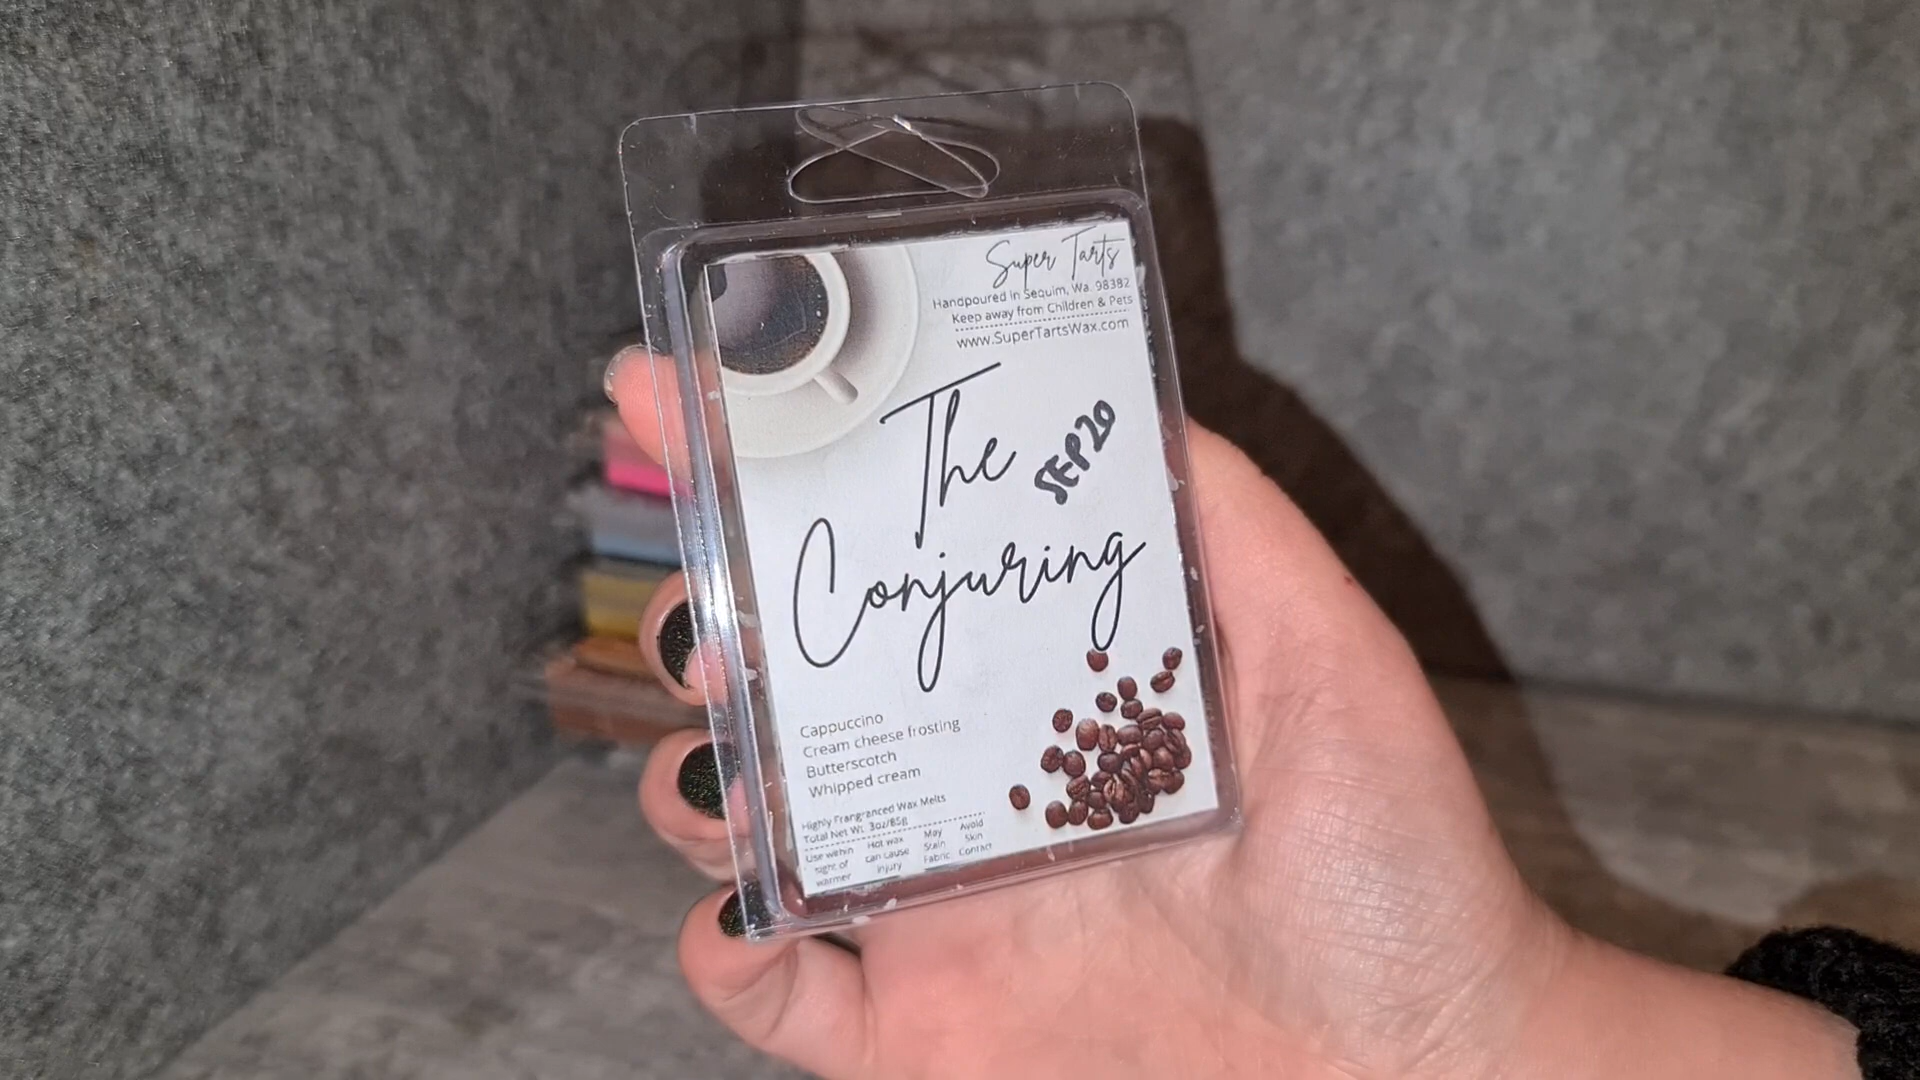 Super Tarts
Handpoured in Sequim, Wa. 98382
Keep away from Children & Pets
www.SuperTartsWax.com
The
SEP20
Conjuring
Cappuccino
Cream cheese frosting
Butterscotch
Whipped cream
Highly Frangranced Wax Melts
Total Net Wt. 3oz/85g
Use within
sight of
warmer
Hot wax
can cause
injury
May
Stain
Fabric
Avoid
Skin
Contact